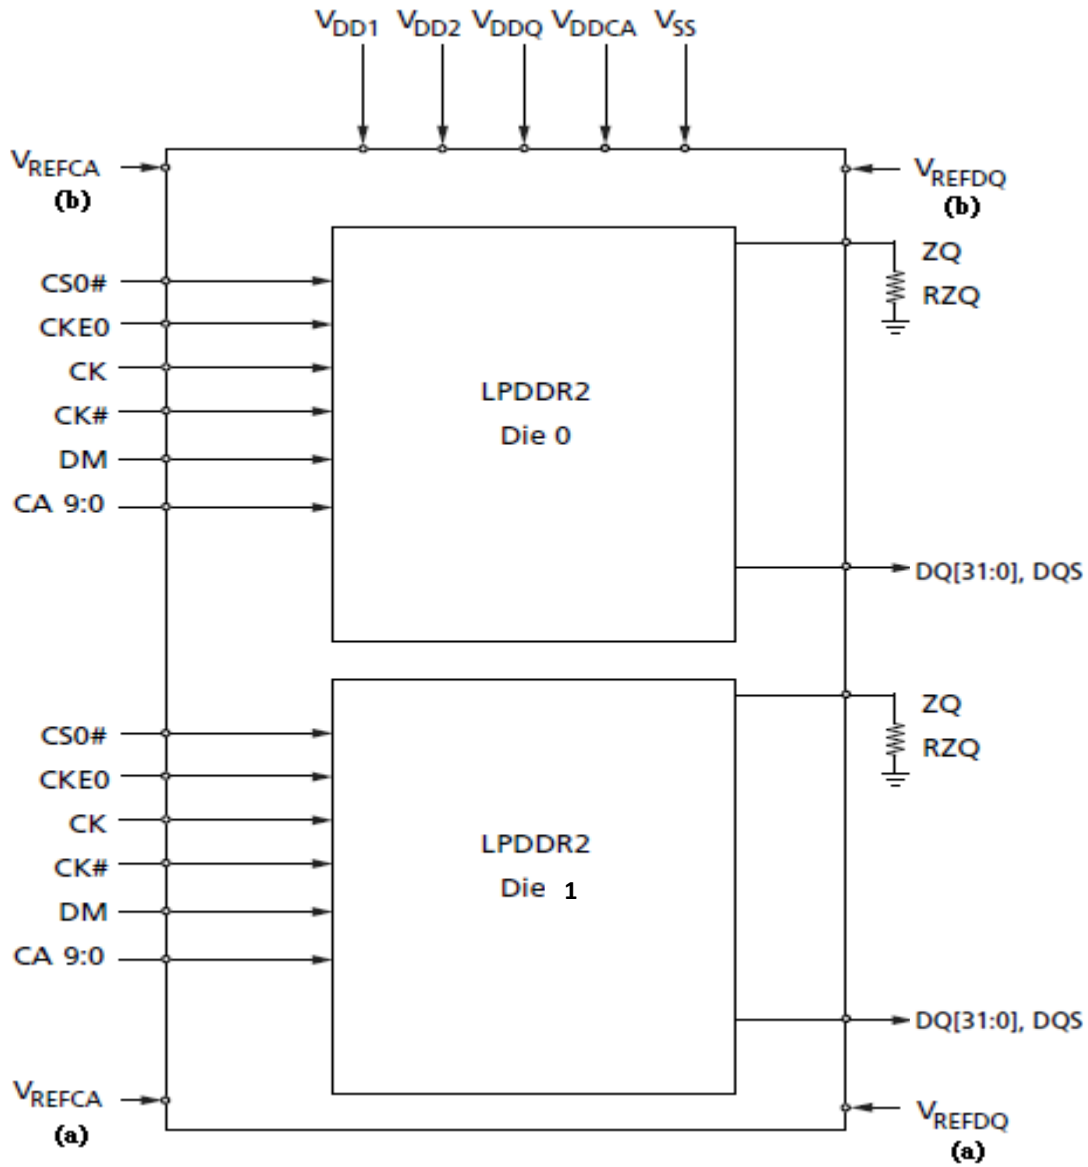 VDD1 VDD2 VDDQ VDDCA VSS
VREFCA
(b)
VREFDQ
(b)
CS0#
CKE0
CK
CK#
DM
CA 9:0
LPDDR2
Die 0
ZQ
RZQ
DQ[31:0], DQS
CS0#
CKE0
CK
CK#
DM
CA 9:0
LPDDR2
Die 1
ZQ
RZQ
DQ[31:0], DQS
VREFCA
(a)
VREFDQ
(a)